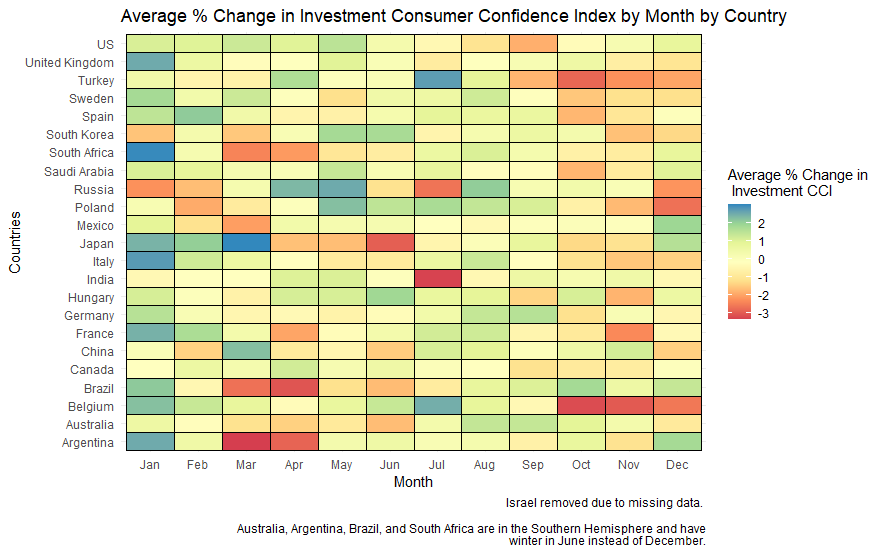 Average % Change in Investment Consumer Confidence Index by Month by Country
US
United Kingdom
Turkey
Sweden
Spain
South Korea
South Africa
Saudi Arabia
Russia
Poland
Mexico
Japan
Italy
India
Hungary
Germany
France
China
Canada
Brazil
Belgium
Australia
Argentina
Countries
Jan Feb Mar Apr May Jun Jul Aug Sep Oct Nov Dec
Month
Average % Change in
Investment CCI
2
1
0
-1
-2
-3
Israel removed due to missing data.
Australia, Argentina, Brazil, and South Africa are in the Southern Hemisphere and have
winter in June instead of December.